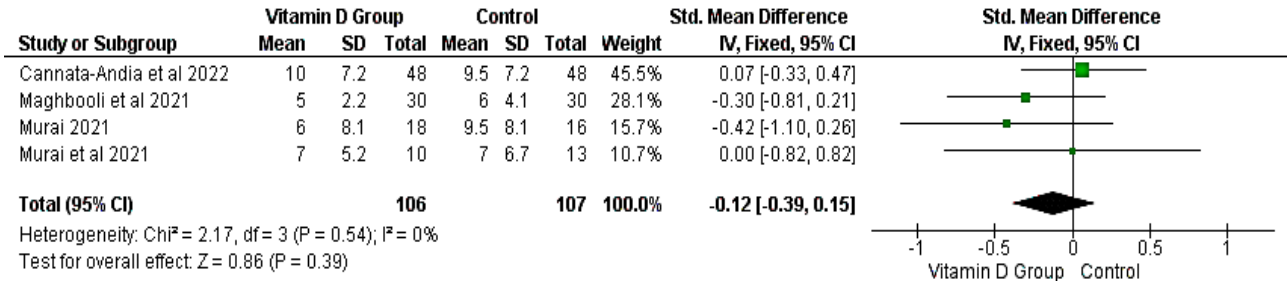 Vitamin D Group Control Std. Mean Difference Std. Mean Difference
Study or Subgroup Mean SD Total Mean SD Total Weight IV, Fixed, 95% CI IV, Fixed, 95% CI
Cannata-Andia et al 2022 10 7.2 48 9.5 7.2 48 45.5% 0.07 [-0.33, 0.47]
Maghbooli et al 2021 5 2.2 30 6 4.1 30 28.1% -0.30 [-0.81, 0.21]
Murai 2021 6 8.1 18 9.5 8.1 16 15.7% -0.42 [-1.10, 0.26]
Murai et al 2021 7 5.2 10 7 6.7 13 10.7% 0.00 [-0.82, 0.82]
Total (95% CI) 106 107 100.0% -0.12 [-0.39, 0.15]
Heterogeneity: Chi² = 2.17, df = 3 (P = 0.54); I² = 0%
Test for overall effect: Z = 0.86 (P = 0.39)
-1 -0.5 0 0.5 1
Vitamin D Group Control